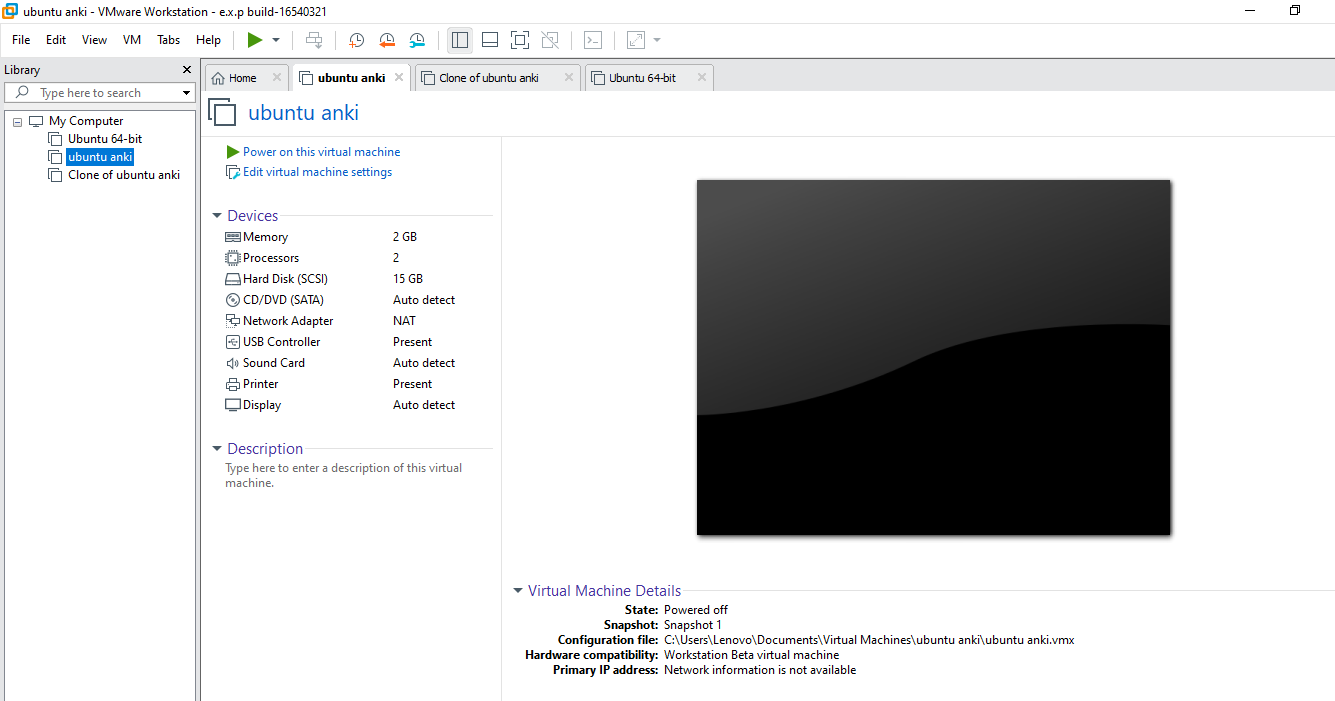 ubuntu anki - VMware Workstation - e.x.p build-16540321
File Edit View VM Tabs Help
Library
Type here to search
My Computer
Ubuntu 64-bit
ubuntu anki
Clone of ubuntu anki
Home
ubuntu anki
Clone of ubuntu anki
Ubuntu 64-bit
ubuntu anki
Power on this virtual machine
Edit virtual machine settings
Devices
Memory 2 GB
Processors 2
Hard Disk (SCSI) 15 GB
CD/DVD (SATA) Auto detect
Network Adapter NAT
USB Controller Present
Sound Card Auto detect
Printer Present
Display Auto detect
Description
Type here to enter a description of this virtual
machine.
Virtual Machine Details
State: Powered off
Snapshot: Snapshot 1
Configuration file: C:\Users\Lenovo\Documents\Virtual Machines\ubuntu anki\ubuntu anki.vmx
Hardware compatibility: Workstation Beta virtual machine
Primary IP address: Network information is not available